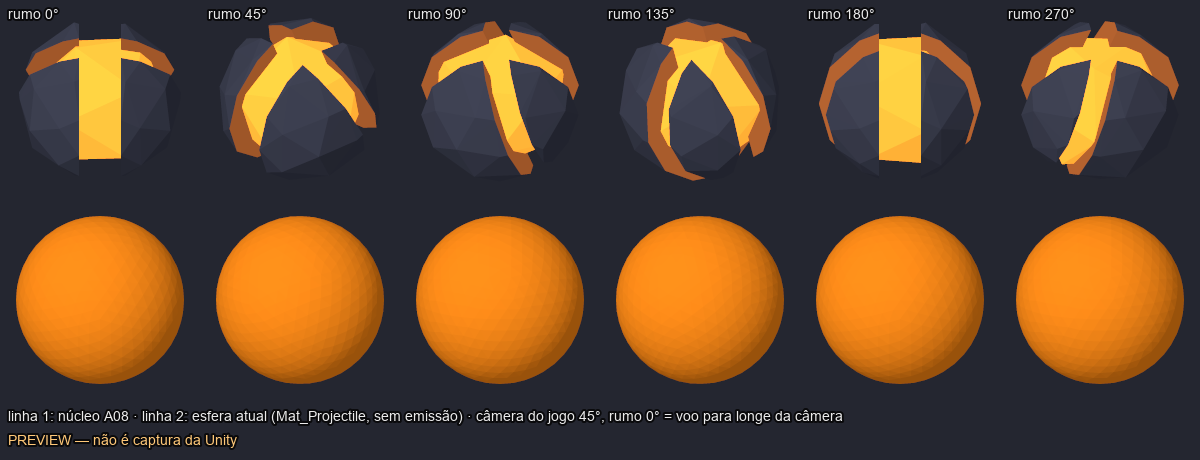 rumo 0° rumo 45° rumo 90° rumo 135° rumo 180° rumo 270°
linha 1: núcleo A08 · linha 2: esfera atual (Mat_Projectile, sem emissão) · câmera do jogo 45°, rumo 0° = voo para longe da câmera
PREVIEW — não é captura da Unity